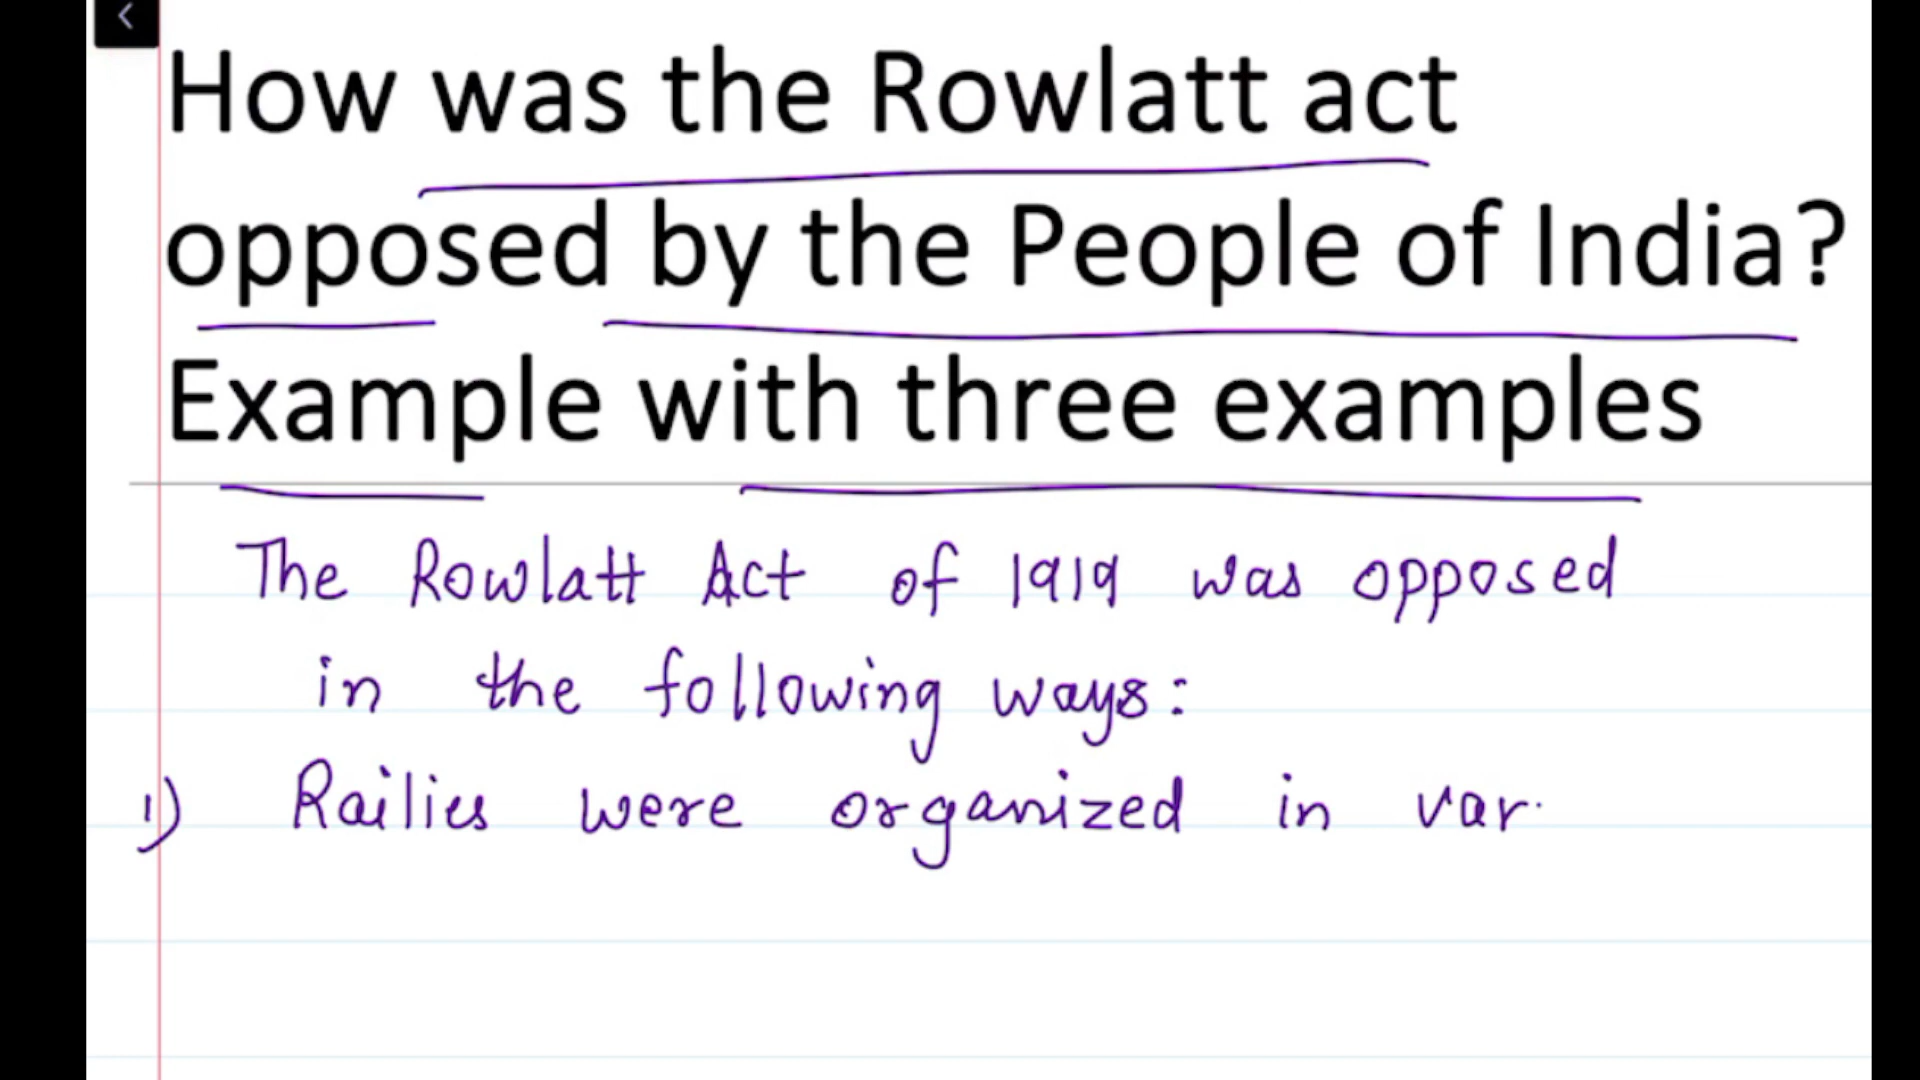 How was the Rowlatt act
opposed by the People of India?
Example with three examples
The Rowlatt Act of 1919 was opposed
in the following ways:
1) Railies were organized in var.